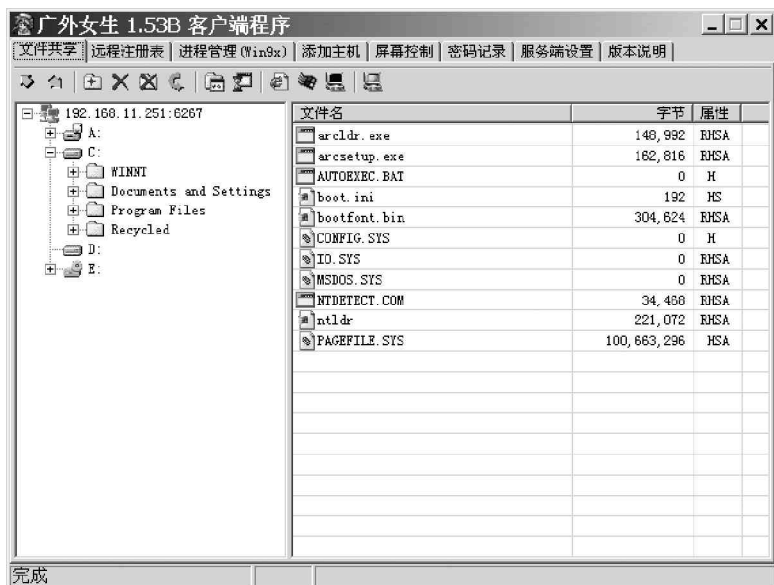 广外女生 1.53B 客户端程序
文件共享 远程注册表 进程管理(Win9x) 添加主机 屏幕控制 密码记录 服务端设置 版本说明
192.168.11.251:6267
A:
C:
WINNT
Documents and Settings
Program Files
Recycled
D:
E:
文件名 字节 属性
arcldr.exe 148,992 RHSA
arcsetup.exe 162,816 RHSA
AUTOEXEC.BAT 0 H
boot.ini 192 HS
bootfont.bin 304,624 RHSA
CONFIG.SYS 0 H
IO.SYS 0 RHSA
MSDOS.SYS 0 RHSA
NTDETECT.COM 34,468 RHSA
ntldr 221,072 RHSA
PAGEFILE.SYS 100,663,296 HSA
完成